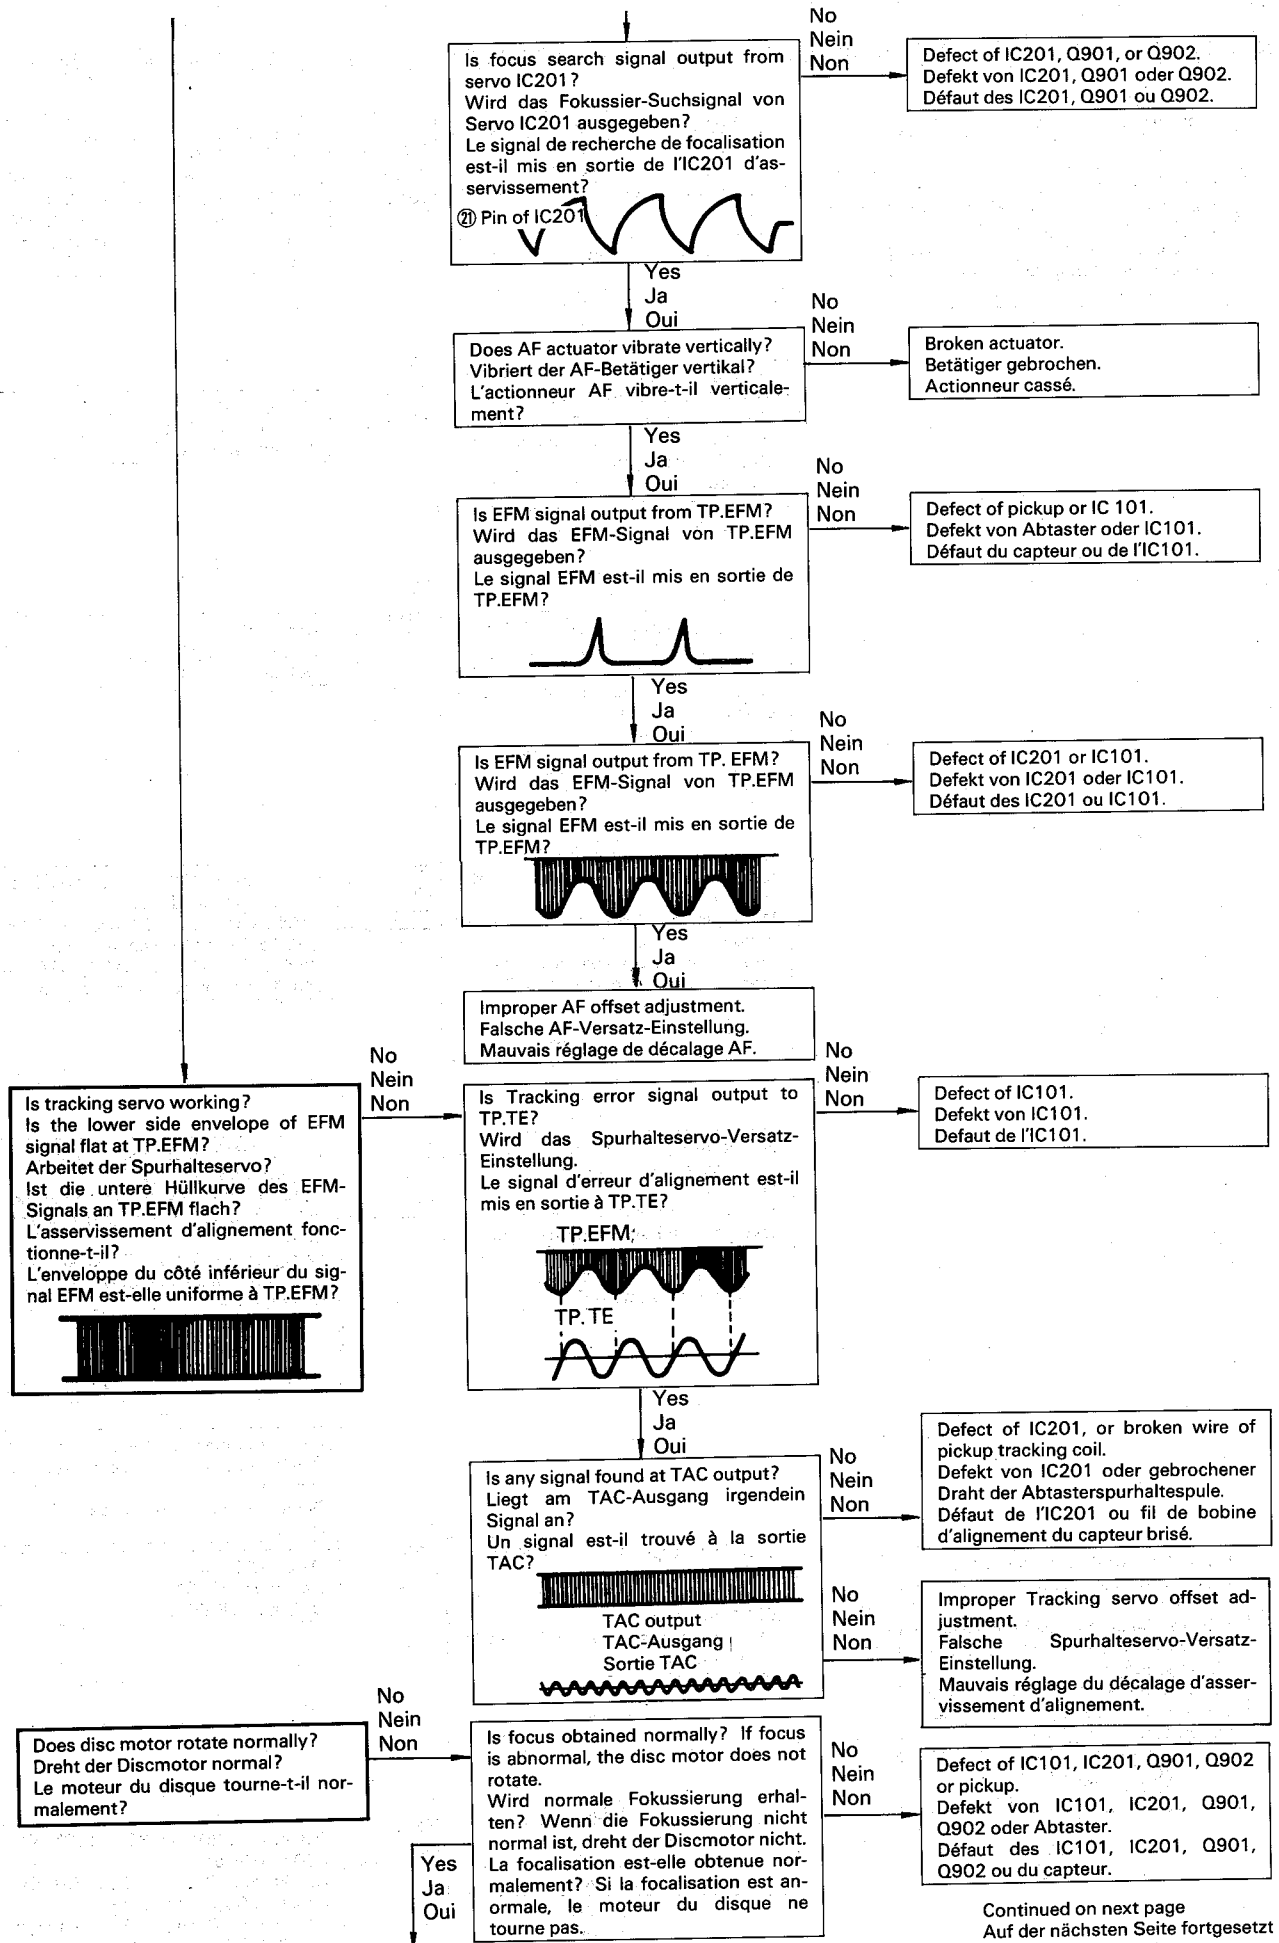 No
Nein
Non
Is focus search signal output from
servo IC201?
Wird das Fokussier-Suchsignal von
Servo IC201 ausgegeben?
Le signal de recherche de focalisation
est-il mis en sortie de l'IC201 d'as-
servissement?
㉑ Pin of IC201
Defect of IC201, Q901, or Q902.
Defekt von IC201, Q901 oder Q902.
Défaut des IC201, Q901 ou Q902.
Yes
Ja
Oui
No
Nein
Non
Does AF actuator vibrate vertically?
Vibriert der AF-Betätiger vertikal?
L'actionneur AF vibre-t-il verticale-
ment?
Broken actuator.
Betätiger gebrochen.
Actionneur cassé.
Yes
Ja
Oui
No
Nein
Non
Is EFM signal output from TP.EFM?
Wird das EFM-Signal von TP.EFM
ausgegeben?
Le signal EFM est-il mis en sortie de
TP.EFM?
Defect of pickup or IC 101.
Defekt von Abtaster oder IC101.
Défaut du capteur ou de l'IC101.
Yes
Ja
Oui
No
Nein
Non
Is EFM signal output from TP. EFM?
Wird das EFM-Signal von TP.EFM
ausgegeben?
Le signal EFM est-il mis en sortie de
TP.EFM?
Defect of IC201 or IC101.
Defekt von IC201 oder IC101.
Défaut des IC201 ou IC101.
Yes
Ja
Oui
Improper AF offset adjustment.
Falsche AF-Versatz-Einstellung.
Mauvais réglage de décalage AF.
Is tracking servo working?
Is the lower side envelope of EFM
signal flat at TP.EFM?
Arbeitet der Spurhalteservo?
Ist die untere Hüllkurve des EFM-
Signals an TP.EFM flach?
L'asservissement d'alignement fonc-
tionne-t-il?
L'enveloppe du côté inférieur du sig-
nal EFM est-elle uniforme à TP.EFM?
No
Nein
Non
Is Tracking error signal output to
TP.TE?
Wird das Spurhalteservo-Versatz-
Einstellung.
Le signal d'erreur d'alignement est-il
mis en sortie à TP.TE?
TP.EFM;
TP. TE
No
Nein
Non
Defect of IC101.
Defekt von IC101.
Defaut de l'IC101.
Yes
Ja
Oui
Is any signal found at TAC output?
Liegt am TAC-Ausgang irgendein
Signal an?
Un signal est-il trouvé à la sortie
TAC?
TAC output
TAC-Ausgang
Sortie TAC
No
Nein
Non
Defect of IC201, or broken wire of
pickup tracking coil.
Defekt von IC201 oder gebrochener
Draht der Abtasterspurhaltespule.
Défaut de l'IC201 ou fil de bobine
d'alignement du capteur brisé.
No
Nein
Non
Improper Tracking servo offset ad-
justment.
Falsche Spurhalteservo-Versatz-
Einstellung.
Mauvais réglage du décalage d'asser-
vissement d'alignement.
Does disc motor rotate normally?
Dreht der Discmotor normal?
Le moteur du disque tourne-t-il nor-
malement?
No
Nein
Non
Is focus obtained normally? If focus
is abnormal, the disc motor does not
rotate.
Wird normale Fokussierung erhal-
ten? Wenn die Fokussierung nicht
normal ist, dreht der Discmotor nicht.
La focalisation est-elle obtenue nor-
malement? Si la focalisation est an-
ormale, le moteur du disque ne
tourne pas.
No
Nein
Non
Defect of IC101, IC201, Q901, Q902
or pickup.
Defekt von IC101, IC201, Q901,
Q902 oder Abtaster.
Défaut des IC101, IC201, Q901,
Q902 ou du capteur.
Yes
Ja
Oui
Continued on next page
Auf der nächsten Seite fortgesetzt